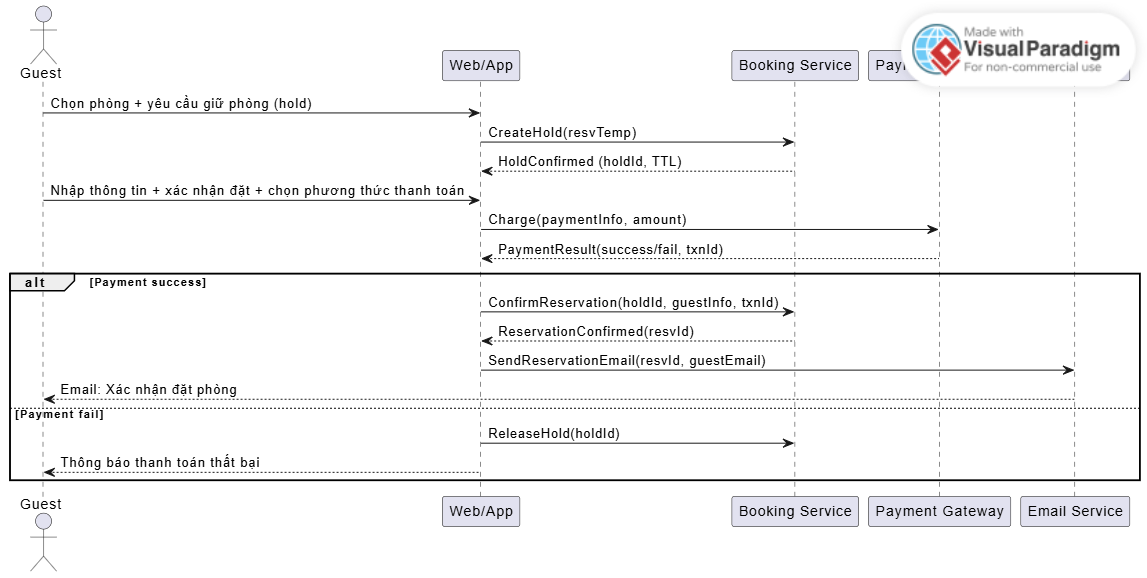 Made with
Visual Paradigm
For non-commercial use
Guest
Web/App
Booking Service
Chọn phòng + yêu cầu giữ phòng (hold)
CreateHold(resvTemp)
HoldConfirmed (holdId, TTL)
Nhập thông tin + xác nhận đặt + chọn phương thức thanh toán
Charge(paymentInfo, amount)
PaymentResult(success/fail, txnId)
alt [Payment success]
ConfirmReservation(holdId, guestInfo, txnId)
ReservationConfirmed(resvId)
SendReservationEmail(resvId, guestEmail)
Email: Xác nhận đặt phòng
[Payment fail]
ReleaseHold(holdId)
Thông báo thanh toán thất bại
Guest
Web/App
Booking Service
Payment Gateway
Email Service